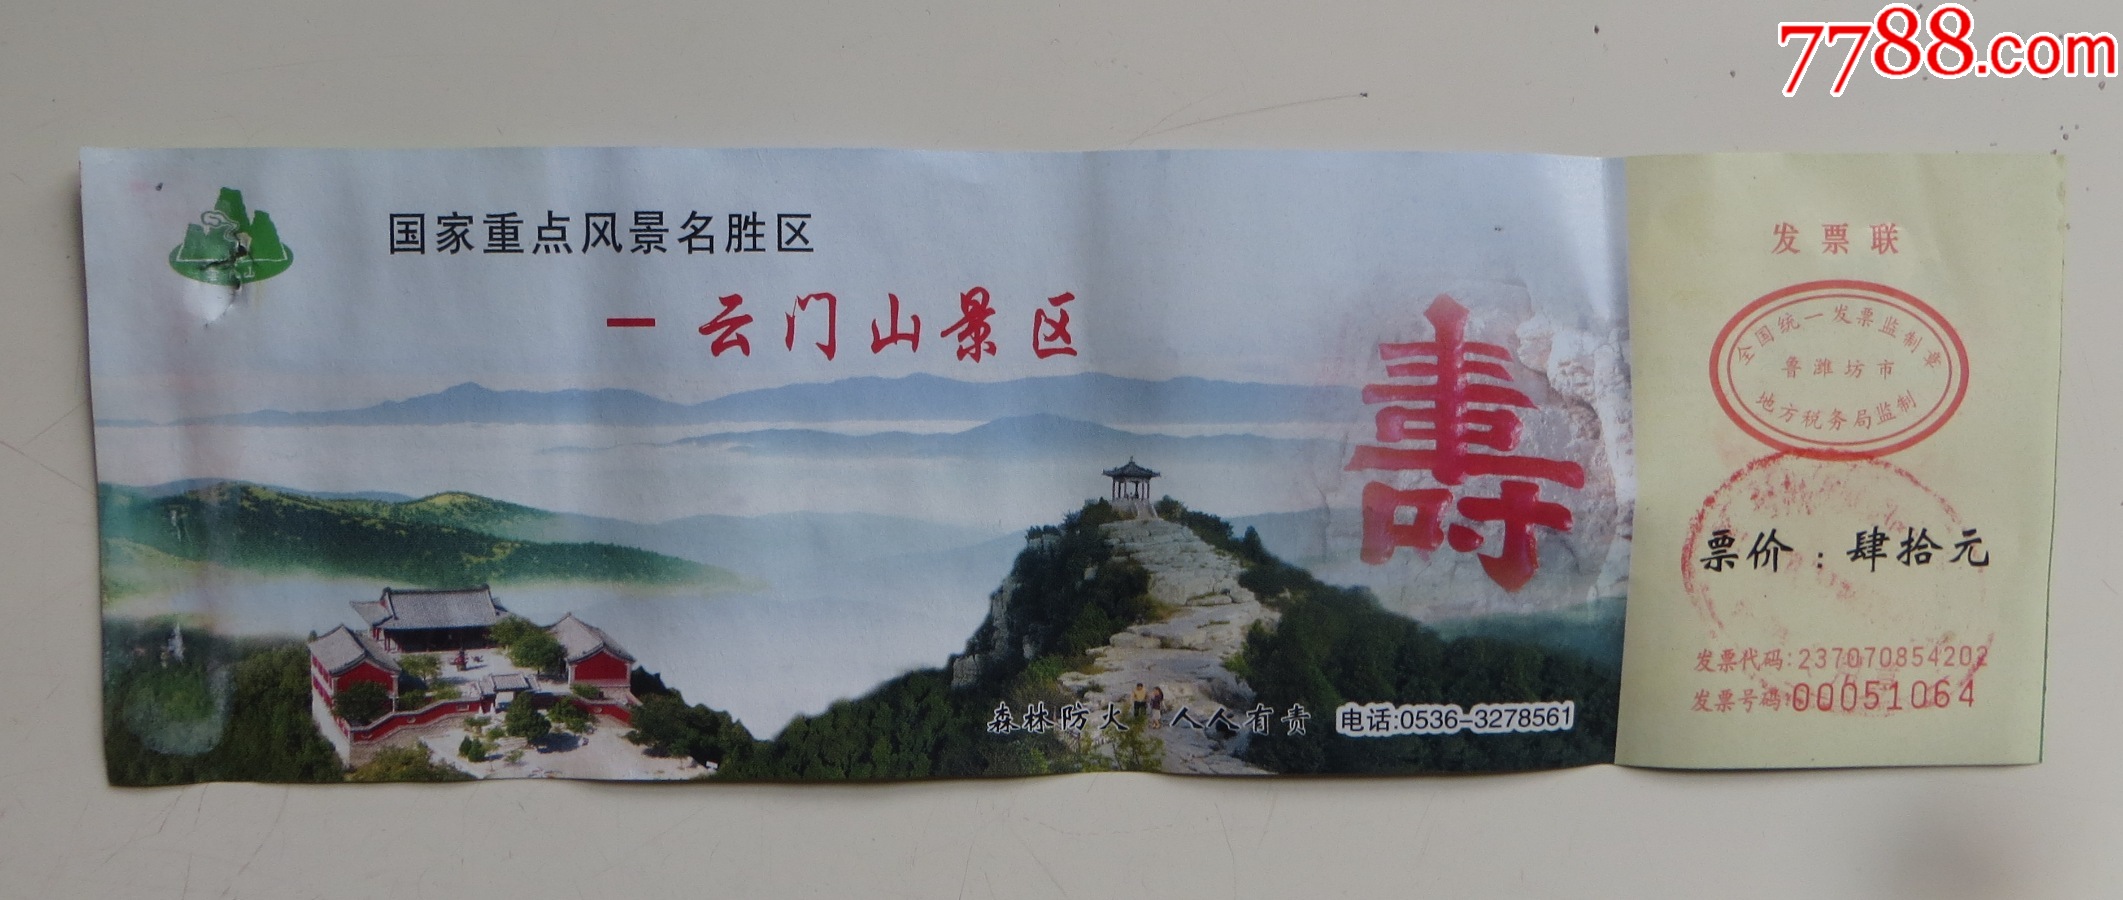 7788.com
国家重点风景名胜区
一云门山景区
壽
森林防火 人人有责
电话:0536-3278561
发票联
全国统一发票监制章
鲁潍坊市
地方税务局监制
票价:肆拾元
发票代码:237070854202
发票号码:00051064